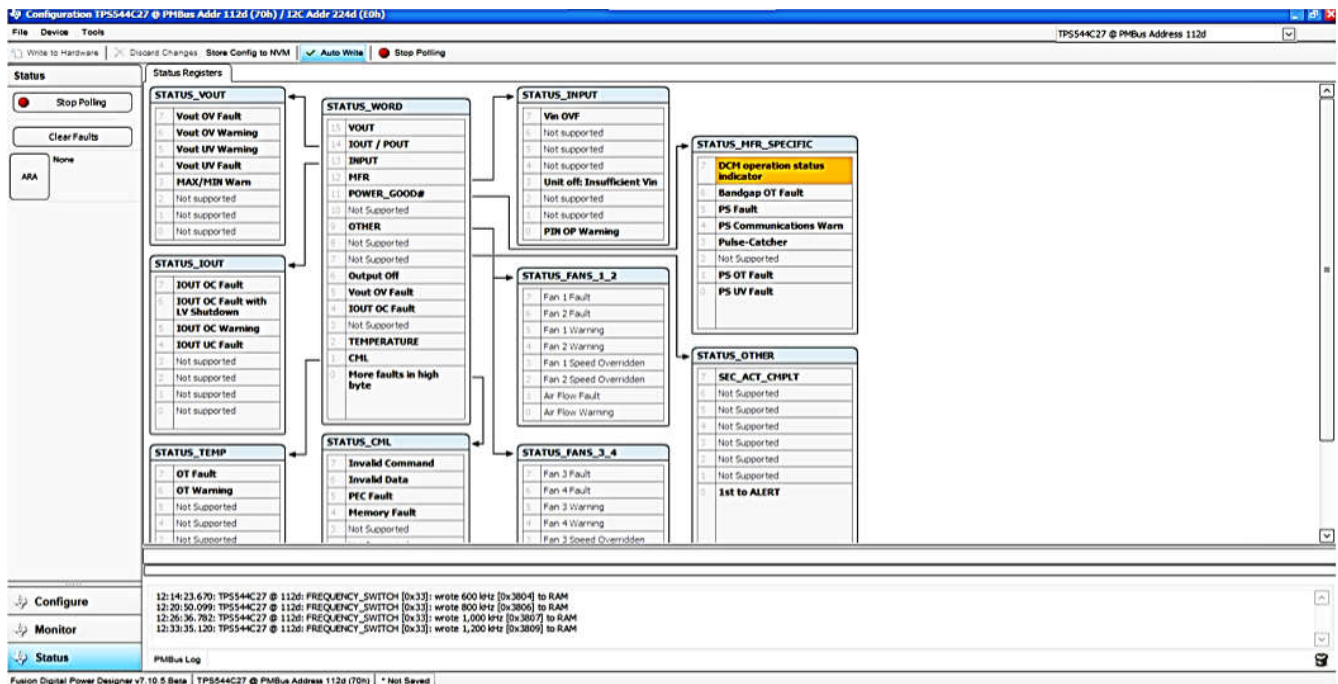 Configuration TPS544C27 @ PMBus Addr 112d (70h) / I2C Addr 224d (E0h)
File Device Tools
TPS544C27 @ PMBus Address 112d
Write to Hardware Discard Changes Store Config to NVM Auto Write Stop Polling
Status
Stop Polling
Clear Faults
ARA
None
Status Registers
STATUS_VOUT
7 Vout OV Fault
6 Vout OV Warning
5 Vout UV Warning
4 Vout UV Fault
3 MAX/MIN Warn
2 Not supported
1 Not supported
0 Not supported
STATUS_IOUT
7 IOUT OC Fault
6 IOUT OC Fault with
LV Shutdown
5 IOUT OC Warning
4 IOUT UC Fault
3 Not supported
2 Not supported
1 Not supported
0 Not supported
STATUS_TEMP
7 OT Fault
6 OT Warning
5 Not Supported
4 Not Supported
3 Not Supported
STATUS_WORD
15 VOUT
14 IOUT / POUT
13 INPUT
12 MFR
11 POWER_GOOD#
10 Not Supported
9 OTHER
8 Not Supported
7 Not Supported
6 Output Off
5 Vout OV Fault
4 IOUT OC Fault
3 Not Supported
2 TEMPERATURE
1 CML
0 More faults in high
byte
STATUS_CML
7 Invalid Command
6 Invalid Data
5 PEC Fault
4 Memory Fault
3 Not Supported
STATUS_INPUT
7 Vin OVF
6 Not supported
5 Not supported
4 Not supported
3 Unit off: Insufficient Vin
2 Not supported
1 Not supported
0 PIN OP Warning
STATUS_FANS_1_2
7 Fan 1 Fault
6 Fan 2 Fault
5 Fan 1 Warning
4 Fan 2 Warning
3 Fan 1 Speed Overridden
2 Fan 2 Speed Overridden
1 Air Flow Fault
0 Air Flow Warning
STATUS_FANS_3_4
7 Fan 3 Fault
6 Fan 4 Fault
5 Fan 3 Warning
4 Fan 4 Warning
3 Fan 3 Speed Overridden
STATUS_MFR_SPECIFIC
7 DCM operation status
indicator
6 Bandgap OT Fault
5 PS Fault
4 PS Communications Warn
3 Pulse-Catcher
2 Not Supported
1 PS OT Fault
0 PS UV Fault
STATUS_OTHER
7 SEC_ACT_CMPLT
6 Not Supported
5 Not Supported
4 Not Supported
3 Not Supported
2 Not Supported
1 Not Supported
0 1st to ALERT
Configure
Monitor
Status
12:14:23.670: TPS544C27 @ 112d: FREQUENCY_SWITCH [0x33]: wrote 600 kHz [0x3804] to RAM
12:20:50.099: TPS544C27 @ 112d: FREQUENCY_SWITCH [0x33]: wrote 800 kHz [0x3806] to RAM
12:26:36.782: TPS544C27 @ 112d: FREQUENCY_SWITCH [0x33]: wrote 1,000 kHz [0x3807] to RAM
12:33:35.120: TPS544C27 @ 112d: FREQUENCY_SWITCH [0x33]: wrote 1,200 kHz [0x3809] to RAM
PMBus Log
Fusion Digital Power Designer v7.10.5.Beta TPS544C27 @ PMBus Address 112d (70h) * Not Saved